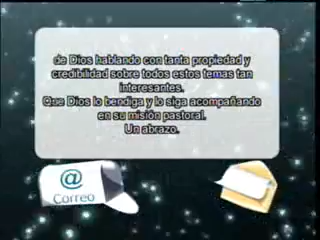 de Dios hablando con tanta propiedad y
credibilidad sobre todos estos temas tan
interesantes.
Que Dios lo bendiga y lo siga acompañando
en su misión pastoral.
Un abrazo.
@
Correo